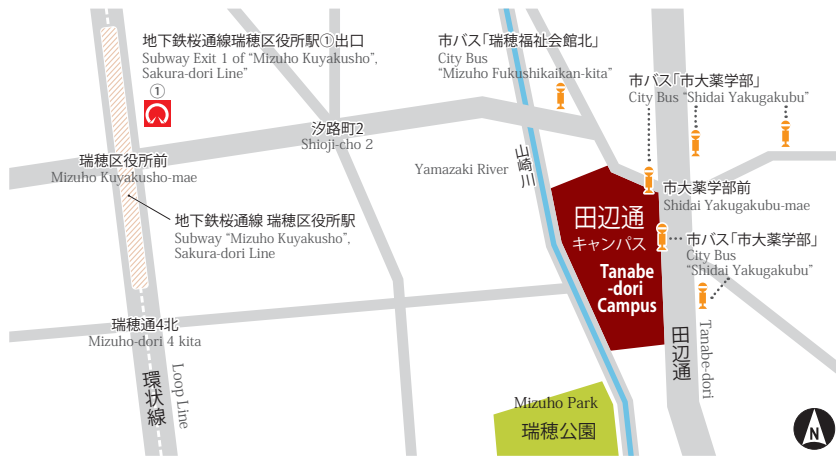 地下鉄桜通線瑞穂区役所駅①出口
Subway Exit 1 of “Mizuho Kuyakusho”,
Sakura-dori Line”
①
市バス「瑞穂福祉会館北」
City Bus
“Mizuho Fukushikaikan-kita”
市バス「市大薬学部」
City Bus “Shidai Yakugakubu”
汐路町2
Shioji-cho 2
瑞穂区役所前
Mizuho Kuyakusho-mae
Yamazaki River
山崎川
地下鉄桜通線 瑞穂区役所駅
Subway “Mizuho Kuyakusho”,
Sakura-dori Line
田辺通
キャンパス
Tanabe
-dori
Campus
市大薬学部前
Shidai Yakugakubu-mae
市バス「市大薬学部」
City Bus
“Shidai Yakugakubu”
瑞穂通4北
Mizuho-dori 4 kita
環状線
Loop Line
田辺通
Tanabe-dori
Mizuho Park
瑞穂公園
N